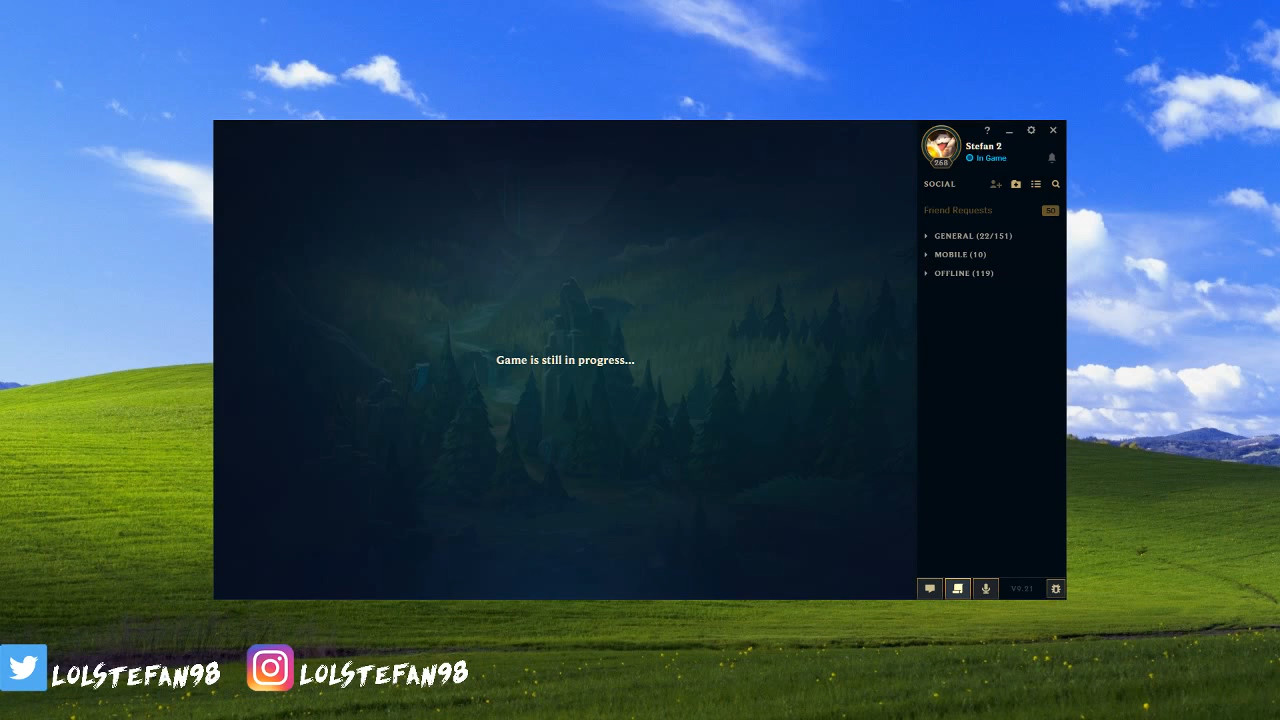 ?
Stefan 2
268
In Game
SOCIAL
Friend Requests
50
GENERAL (22/151)
MOBILE (10)
OFFLINE (119)
Game is still in progress...
V9.21
LOLSTEFAN98
LOLSTEFAN98